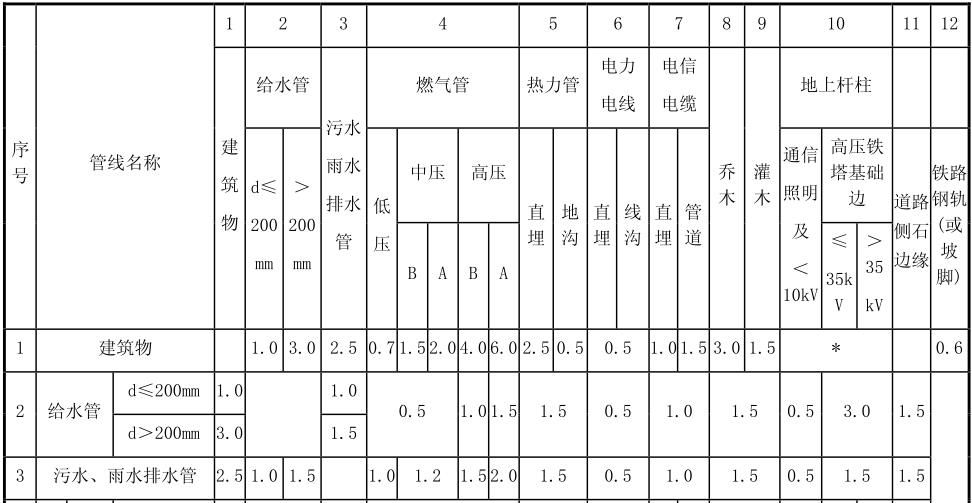 1 2 3 4 5 6 7 8 9 10 11 12
序号 管线名称 建筑物 给水管 污水雨水排水管 燃气管 热力管 电力电线 电信电缆 乔木 灌木 地上杆柱 道路侧石边缘 铁路钢轨(或坡脚)
d≤200mm >200mm 低压 中压 高压 直埋 地沟 直埋 线沟 直埋 管道 通信照明及<10kV 高压铁塔基础边
B A B A ≤35kV >35kV
1 建筑物 1.0 3.0 2.5 0.7 1.5 2.0 4.0 6.0 2.5 0.5 0.5 1.0 1.5 3.0 1.5 * 0.6
2 给水管 d≤200mm 1.0 1.0 0.5 1.0 1.5 1.5 0.5 1.0 1.5 0.5 3.0 1.5
d>200mm 3.0 1.5
3 污水、雨水排水管 2.5 1.0 1.5 1.0 1.2 1.5 2.0 1.5 0.5 1.0 1.5 0.5 1.5 1.5